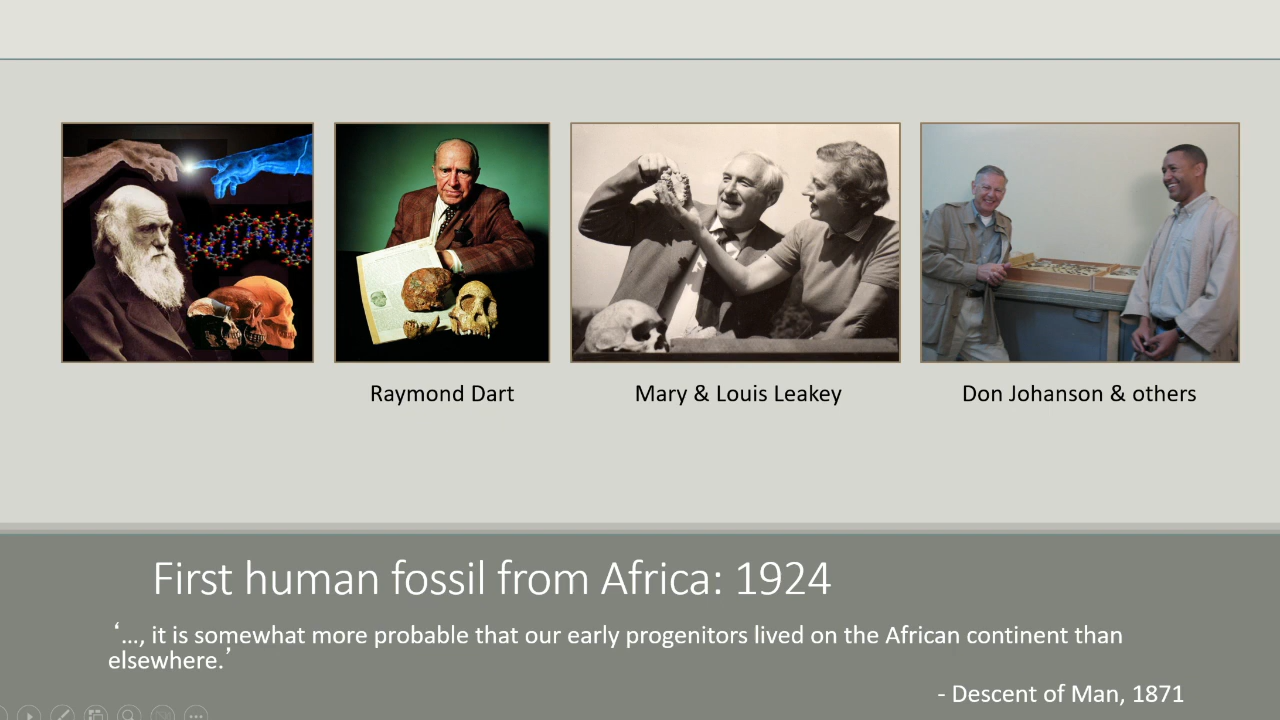 Raymond Dart
Mary & Louis Leakey
Don Johanson & others
First human fossil from Africa: 1924
‘…, it is somewhat more probable that our early progenitors lived on the African continent than
elsewhere.’
- Descent of Man, 1871